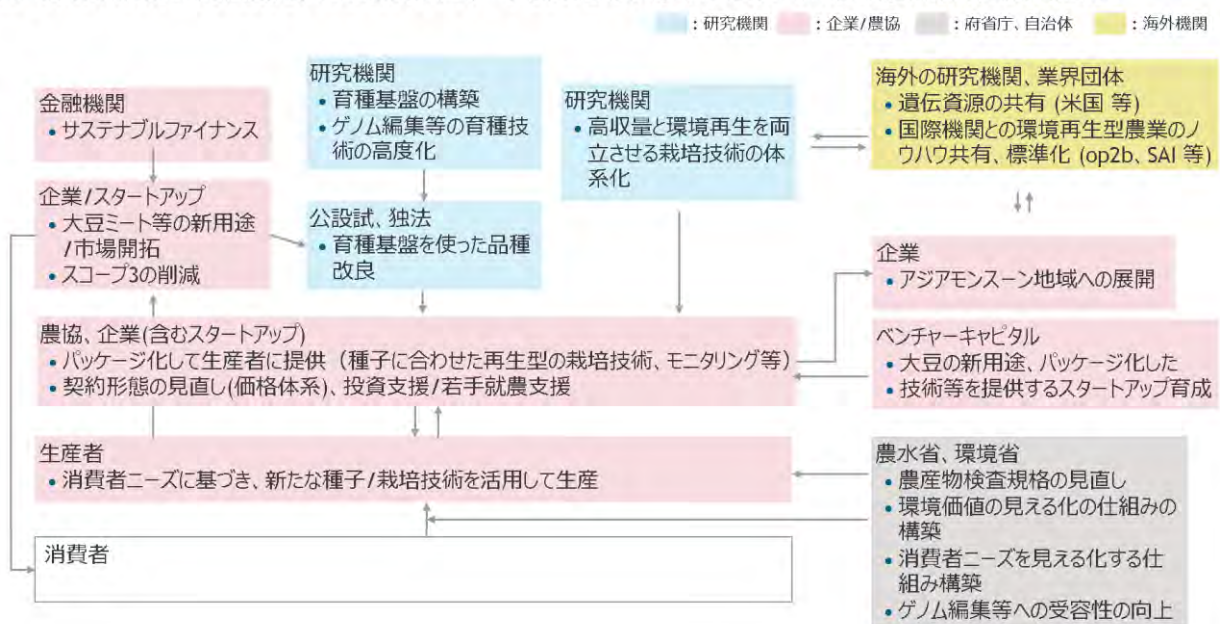 ：研究機関　：企業/農協　：府省庁、自治体　：海外機関
金融機関
• サステナブルファイナンス
研究機関
• 育種基盤の構築
• ゲノム編集等の育種技
術の高度化
研究機関
• 高収量と環境再生を両
立させる栽培技術の体
系化
海外の研究機関、業界団体
• 遺伝資源の共有 (米国 等)
• 国際機関との環境再生型農業のノ
ウハウ共有、標準化 (op2b、SAI 等)
企業/スタートアップ
• 大豆ミート等の新用途
/市場開拓
• スコープ3の削減
公設試、独法
• 育種基盤を使った品種
改良
企業
• アジアモンスーン地域への展開
農協、企業(含むスタートアップ)
• パッケージ化して生産者に提供（種子に合わせた再生型の栽培技術、モニタリング等）
• 契約形態の見直し(価格体系)、投資支援/若手就農支援
ベンチャーキャピタル
• 大豆の新用途、パッケージ化した
• 技術等を提供するスタートアップ育成
生産者
• 消費者ニーズに基づき、新たな種子/栽培技術を活用して生産
農水省、環境省
• 農産物検査規格の見直し
• 環境価値の見える化の仕組みの
構築
• 消費者ニーズを見える化する仕
組み構築
• ゲノム編集等への受容性の向上
消費者